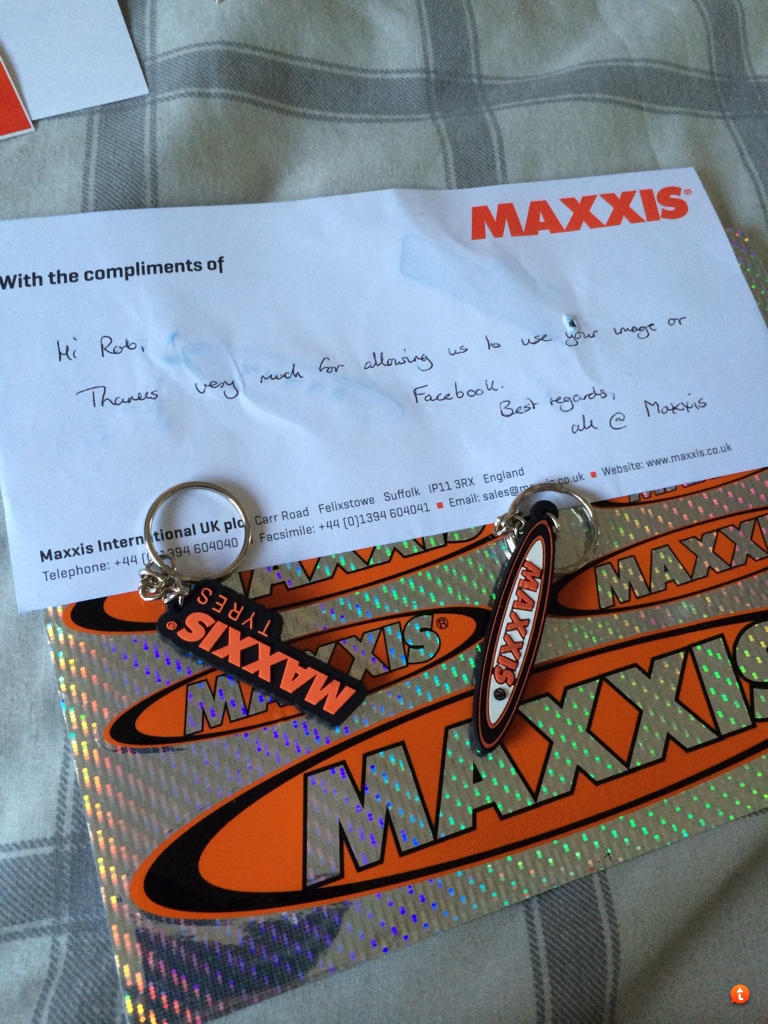 MAXXIS®
With the compliments of
Hi Rob,
Thanks very much for allowing us to use your image or
Facebook.
Best regards,
all @ Maxxis
Maxxis International UK plc Carr Road Felixstowe Suffolk IP11 3RX England
Telephone: +44 1394 604040 Facsimile: +44 (0)1394 604041 ■ Email: sales@maxxis.co.uk ■ Website: www.maxxis.co.uk
MAXXIS
MAXXIS
MAXXIS® TYRES
MAXXIS
MAXXIS®
MAXXIS
t